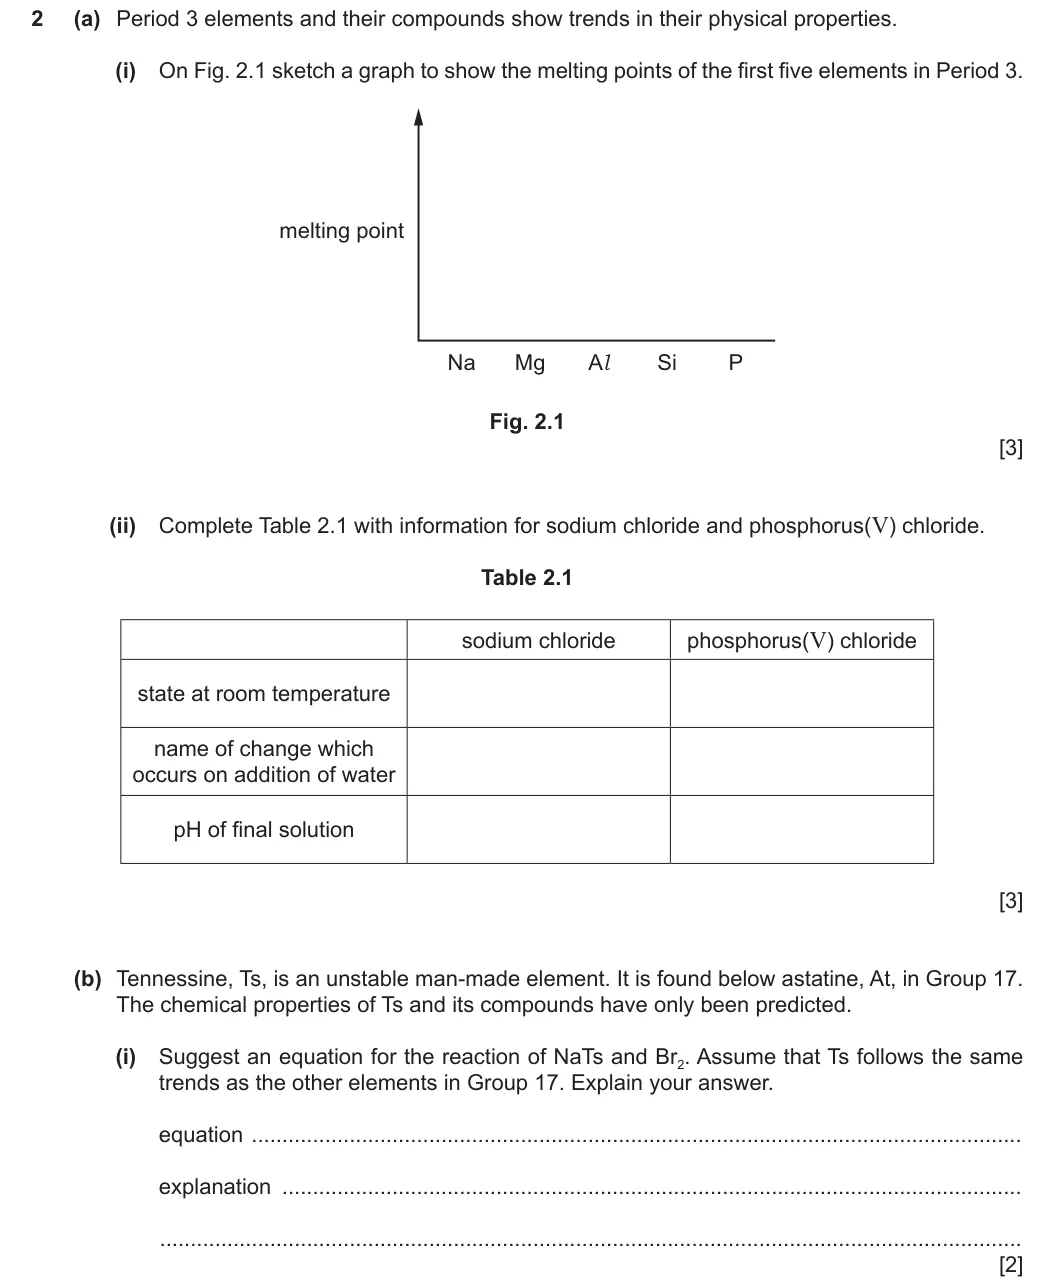 2 (a) Period 3 elements and their compounds show trends in their physical properties.
(i) On Fig. 2.1 sketch a graph to show the melting points of the first five elements in Period 3.
melting point
Na Mg Al Si P
Fig. 2.1
[3]
(ii) Complete Table 2.1 with information for sodium chloride and phosphorus(V) chloride.
Table 2.1
sodium chloride phosphorus(V) chloride
state at room temperature
name of change which
occurs on addition of water
pH of final solution
[3]
(b) Tennessine, Ts, is an unstable man-made element. It is found below astatine, At, in Group 17.
The chemical properties of Ts and its compounds have only been predicted.
(i) Suggest an equation for the reaction of NaTs and Br₂. Assume that Ts follows the same
trends as the other elements in Group 17. Explain your answer.
equation ..............................................................................................................................
explanation .........................................................................................................................
.............................................................................................................................................
[2]